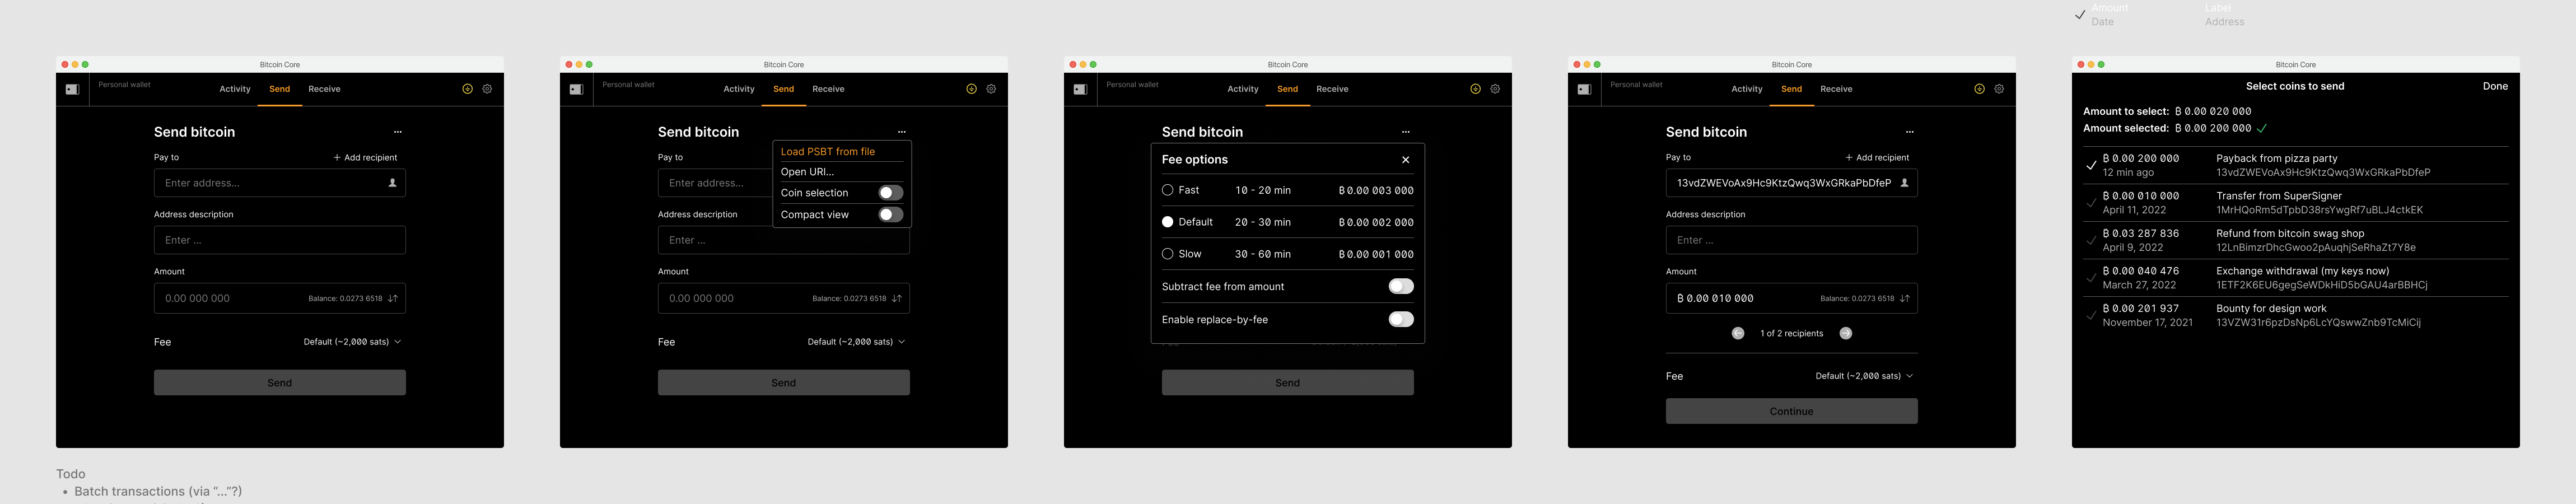 Amount Label
Date Address
Bitcoin Core
Personal wallet
Activity Send Receive
Send bitcoin ...
Pay to + Add recipient
Enter address...
Address description
Enter ...
Amount
0.00 000 000 Balance: 0.0273 6518
Fee Default (~2,000 sats)
Send
Todo
• Batch transactions (via “...”?)
Bitcoin Core
Personal wallet
Activity Send Receive
Send bitcoin ...
Pay to
Load PSBT from file
Open URI...
Enter address...
Coin selection
Address description
Compact view
Enter ...
Amount
0.00 000 000 Balance: 0.0273 6518
Fee Default (~2,000 sats)
Send
Bitcoin Core
Personal wallet
Activity Send Receive
Send bitcoin ...
Fee options
Fast 10 - 20 min ₿ 0.00 003 000
Default 20 - 30 min ₿ 0.00 002 000
Slow 30 - 60 min ₿ 0.00 001 000
Subtract fee from amount
Enable replace-by-fee
Send
Bitcoin Core
Personal wallet
Activity Send Receive
Send bitcoin ...
Pay to + Add recipient
13vdZWEVoAx9Hc9KtzQwq3WxGRkaPbDfeP
Address description
Enter ...
Amount
₿ 0.00 010 000 Balance: 0.0273 6518
1 of 2 recipients
Fee Default (~2,000 sats)
Continue
Bitcoin Core
Select coins to send Done
Amount to select: ₿ 0.00 020 000
Amount selected: ₿ 0.00 200 000
₿ 0.00 200 000 Payback from pizza party
12 min ago 13vdZWEVoAx9Hc9KtzQwq3WxGRkaPbDfeP
₿ 0.00 010 000 Transfer from SuperSigner
April 11, 2022 1MrHQoRm5dTpbD38rsYwgRf7uBLJ4ctkEK
₿ 0.03 287 836 Refund from bitcoin swag shop
April 9, 2022 12LnBimzrDhcGwoo2pAuqhjSeRhaZt7Y8e
₿ 0.00 040 476 Exchange withdrawal (my keys now)
March 27, 2022 1ETF2K6EU6gegSeWDkHiD5bGAU4arBBHCj
₿ 0.00 201 937 Bounty for design work
November 17, 2021 13VZW31r6pzDsNp6LcYQswwZnb9TcMiCij